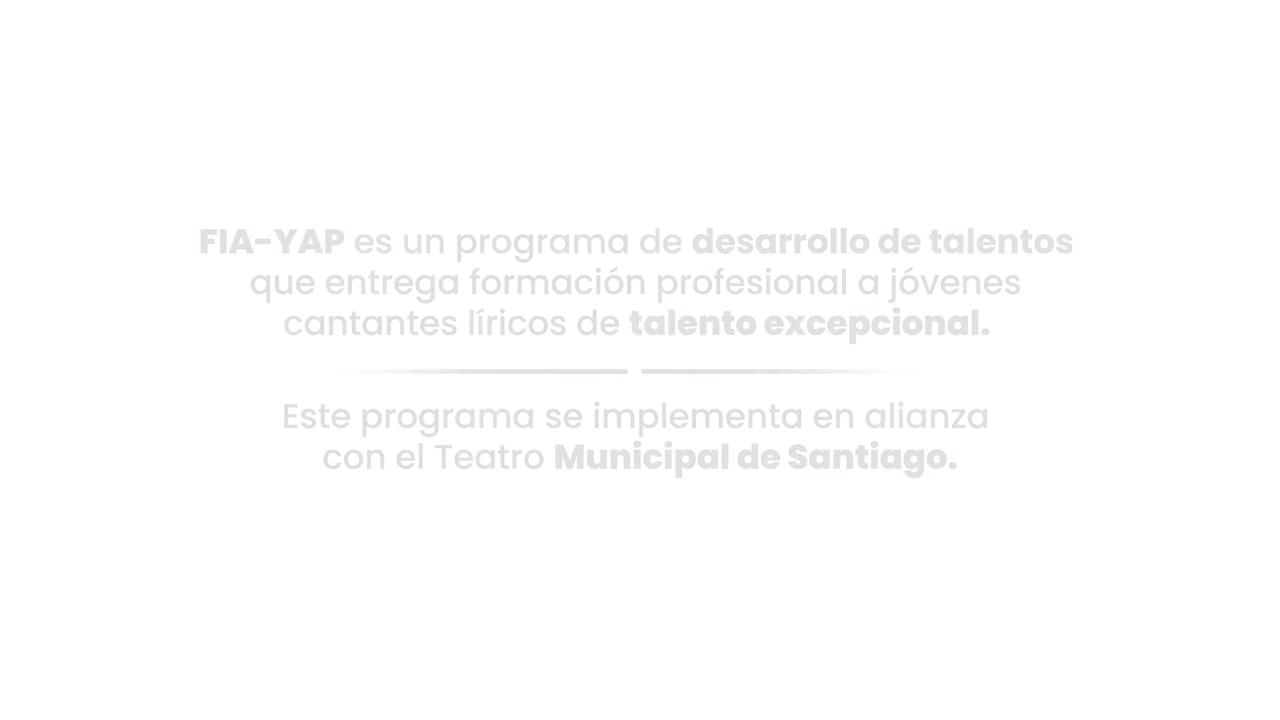 FIA-YAP es un programa de desarrollo de talentos
que entrega formación profesional a jóvenes
cantantes líricos de talento excepcional.
Este programa se implementa en alianza
con el Teatro Municipal de Santiago.